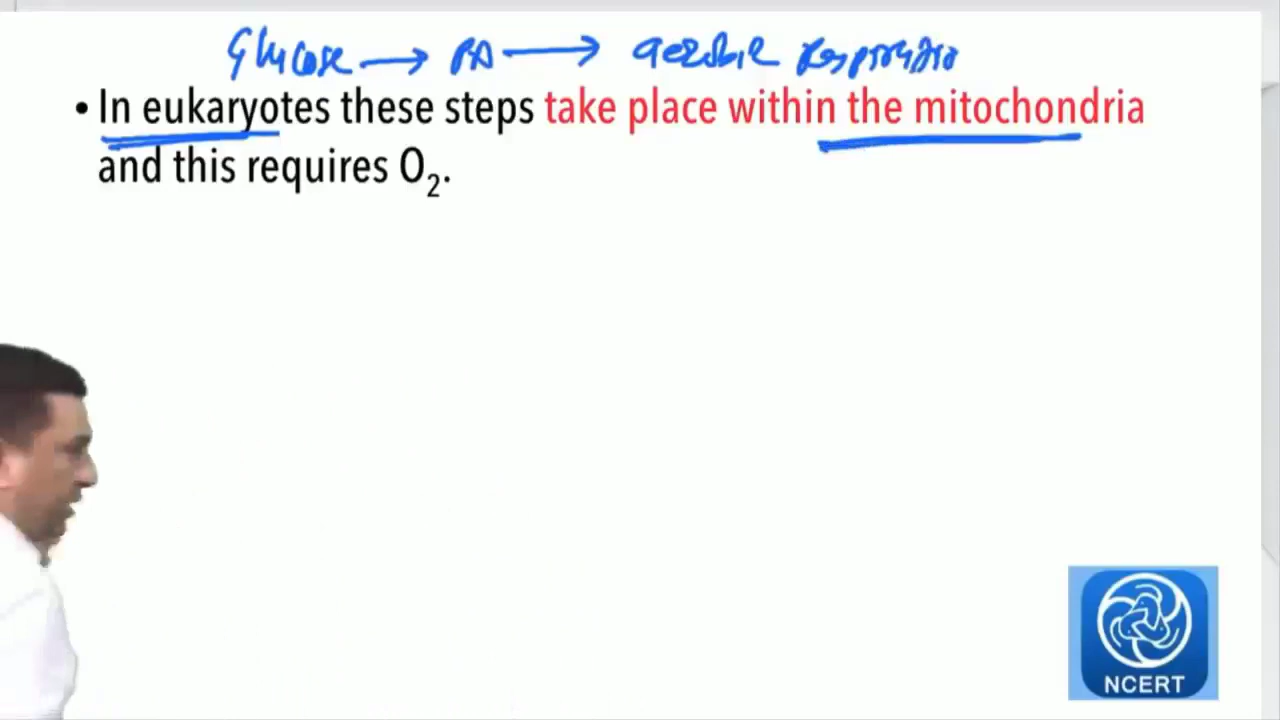 Glucose → PA → aerobic respiration
• In eukaryotes these steps take place within the mitochondria
and this requires O₂.
NCERT